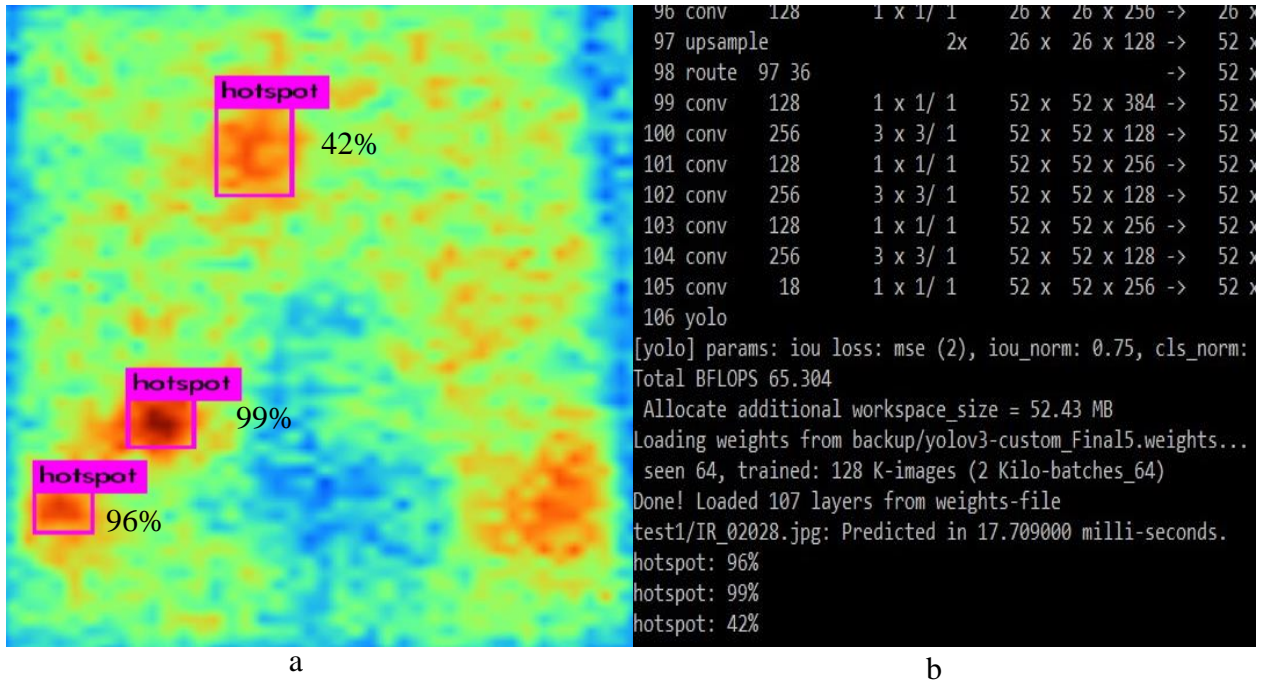 hotspot
42%
hotspot
99%
hotspot
96%
a
96 conv 128 1 x 1/ 1 26 x 26 x 256 -> 26 x
97 upsample 2x 26 x 26 x 128 -> 52 x
98 route 97 36 -> 52 x
99 conv 128 1 x 1/ 1 52 x 52 x 384 -> 52 x
100 conv 256 3 x 3/ 1 52 x 52 x 128 -> 52 x
101 conv 128 1 x 1/ 1 52 x 52 x 256 -> 52 x
102 conv 256 3 x 3/ 1 52 x 52 x 128 -> 52 x
103 conv 128 1 x 1/ 1 52 x 52 x 256 -> 52 x
104 conv 256 3 x 3/ 1 52 x 52 x 128 -> 52 x
105 conv 18 1 x 1/ 1 52 x 52 x 256 -> 52 x
106 yolo
[yolo] params: iou loss: mse (2), iou_norm: 0.75, cls_norm:
Total BFLOPS 65.304
Allocate additional workspace_size = 52.43 MB
Loading weights from backup/yolov3-custom_Final5.weights...
seen 64, trained: 128 K-images (2 Kilo-batches_64)
Done! Loaded 107 layers from weights-file
test1/IR_02028.jpg: Predicted in 17.709000 milli-seconds.
hotspot: 96%
hotspot: 99%
hotspot: 42%
b